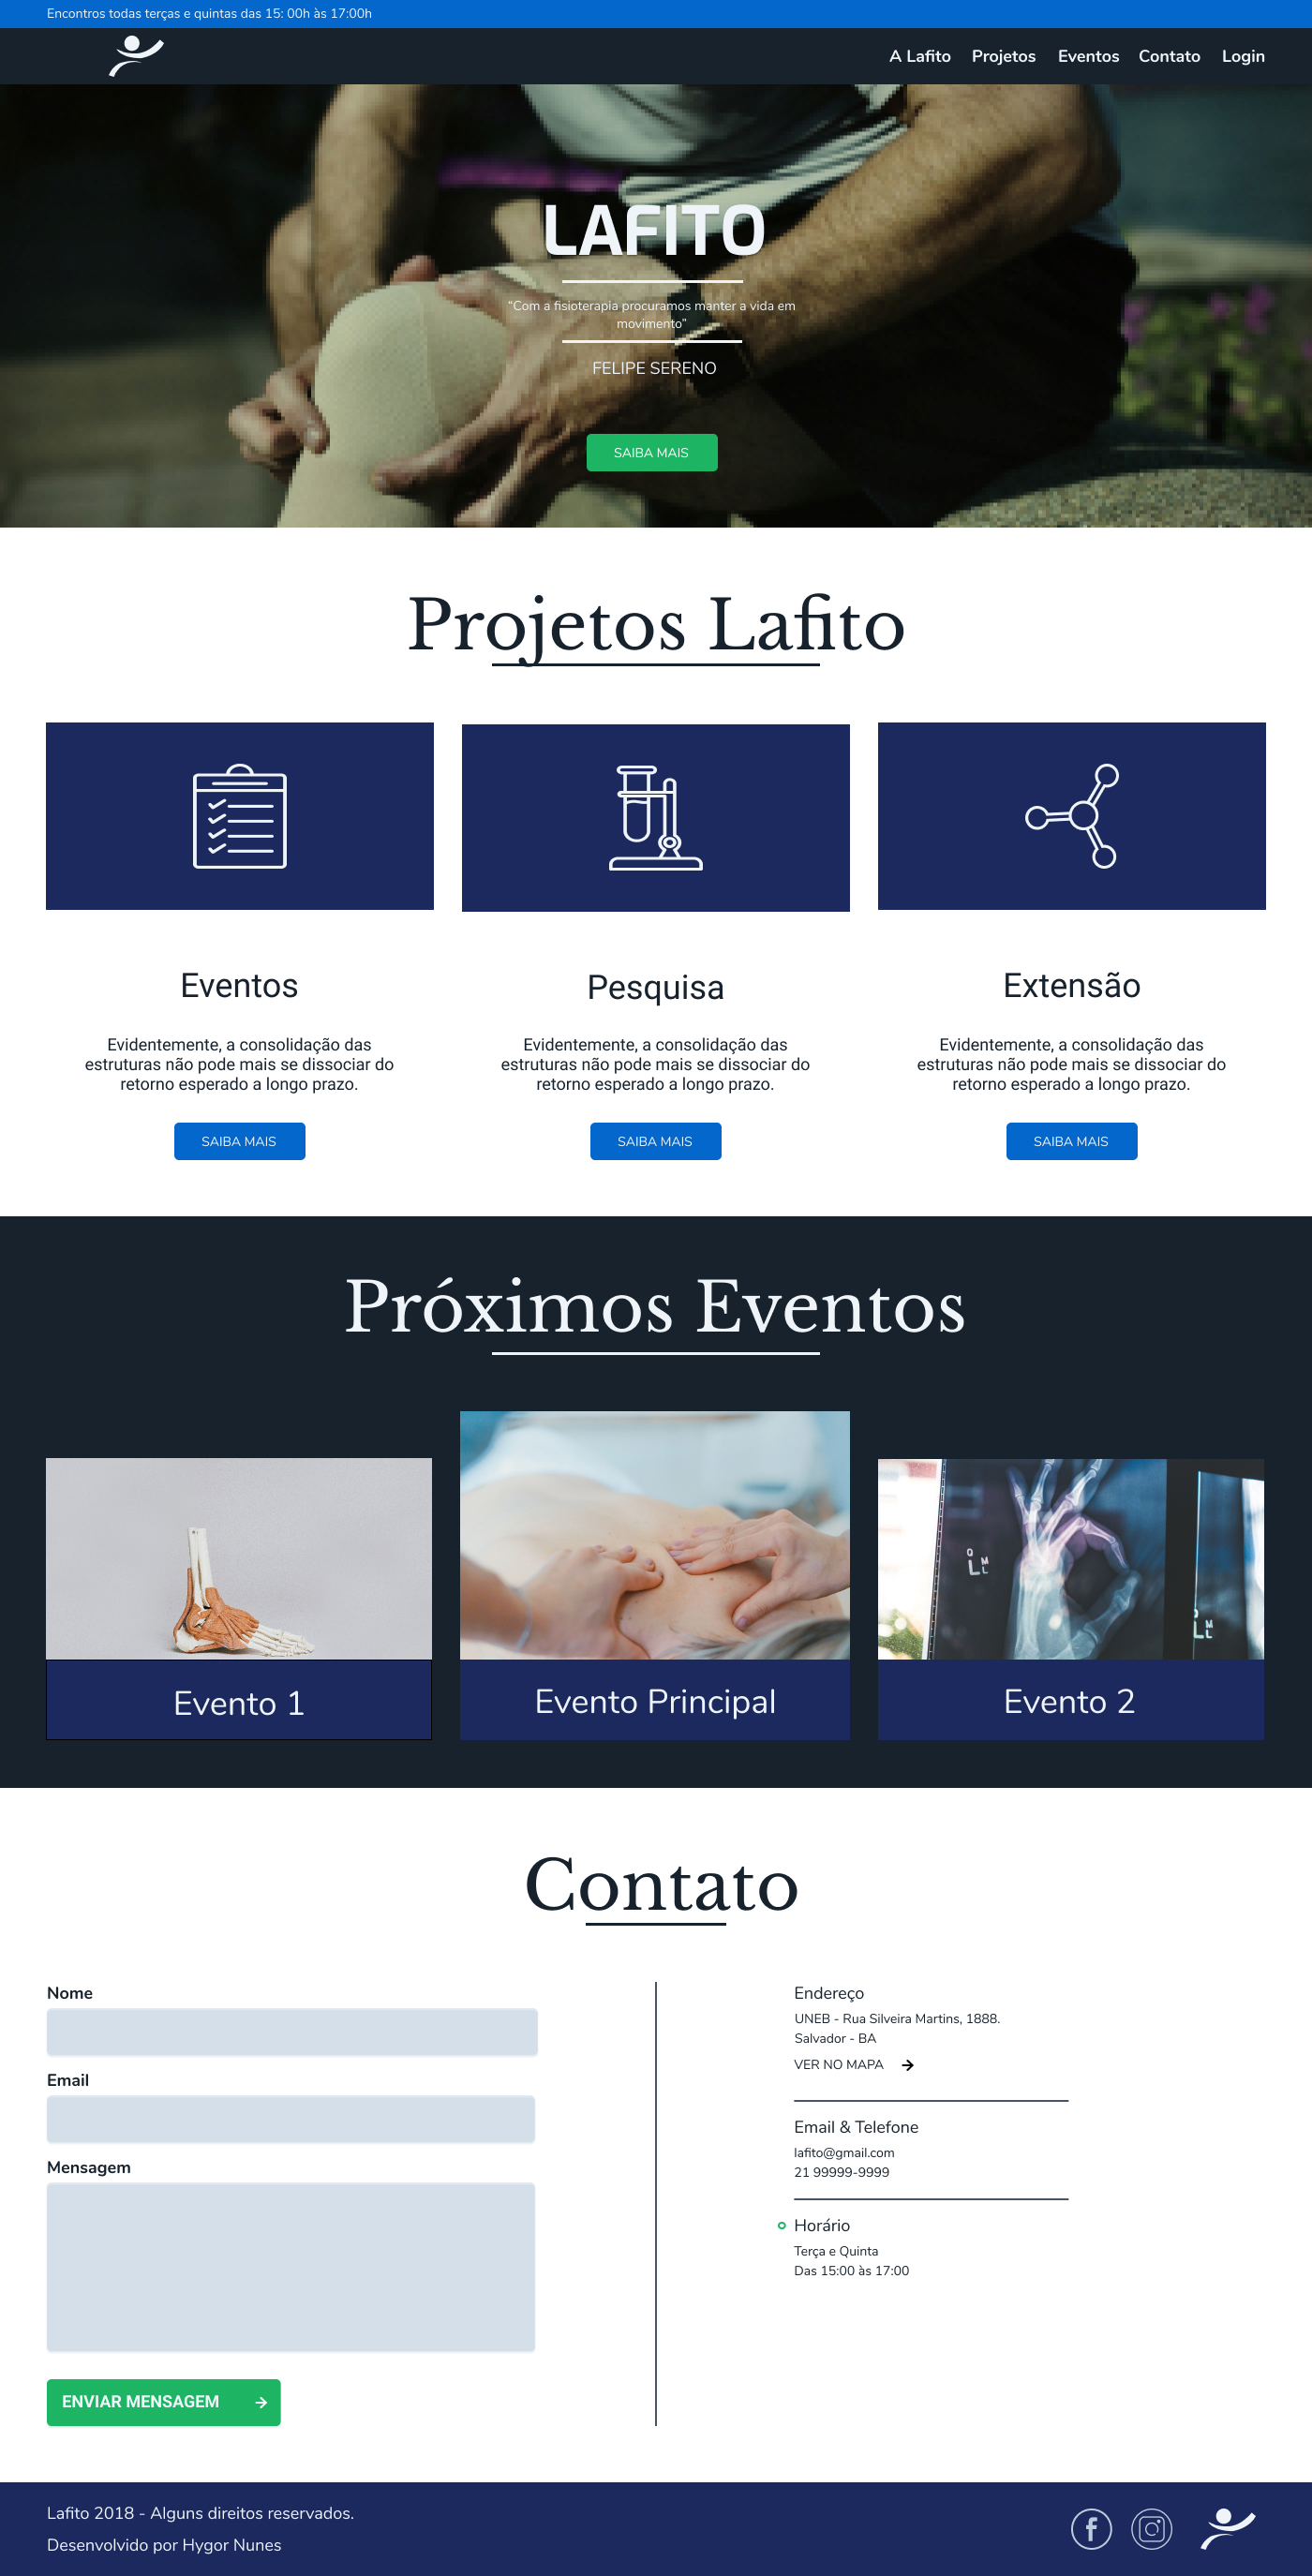 Encontros todas terças e quintas das 15: 00h às 17:00h
A Lafito Projetos Eventos Contato Login
LAFITO
“Com a fisioterapia procuramos manter a vida em
movimento”
FELIPE SERENO
SAIBA MAIS
Projetos Lafito
Eventos
Evidentemente, a consolidação das
estruturas não pode mais se dissociar do
retorno esperado a longo prazo.
SAIBA MAIS
Pesquisa
Evidentemente, a consolidação das
estruturas não pode mais se dissociar do
retorno esperado a longo prazo.
SAIBA MAIS
Extensão
Evidentemente, a consolidação das
estruturas não pode mais se dissociar do
retorno esperado a longo prazo.
SAIBA MAIS
Próximos Eventos
Evento 1
Evento Principal
O M
L L
M
LL
Evento 2
Contato
Nome
Email
Mensagem
ENVIAR MENSAGEM
Endereço
UNEB - Rua Silveira Martins, 1888.
Salvador - BA
VER NO MAPA
Email & Telefone
lafito@gmail.com
21 99999-9999
Horário
Terça e Quinta
Das 15:00 às 17:00
Lafito 2018 - Alguns direitos reservados.
Desenvolvido por Hygor Nunes